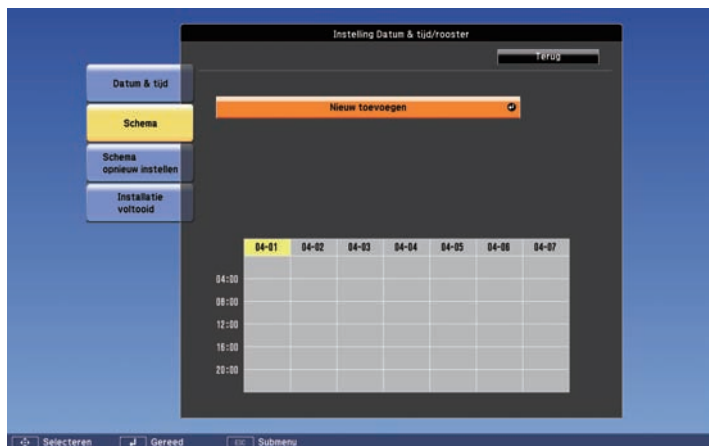 Instelling Datum & tijd/rooster
Terug
Datum & tijd
Nieuw toevoegen
Schema
Schema
opnieuw instellen
Installatie
voltooid
04-01 04-02 04-03 04-04 04-05 04-06 04-07
04:00
08:00
12:00
16:00
20:00
Selecteren Gereed Esc Submenu